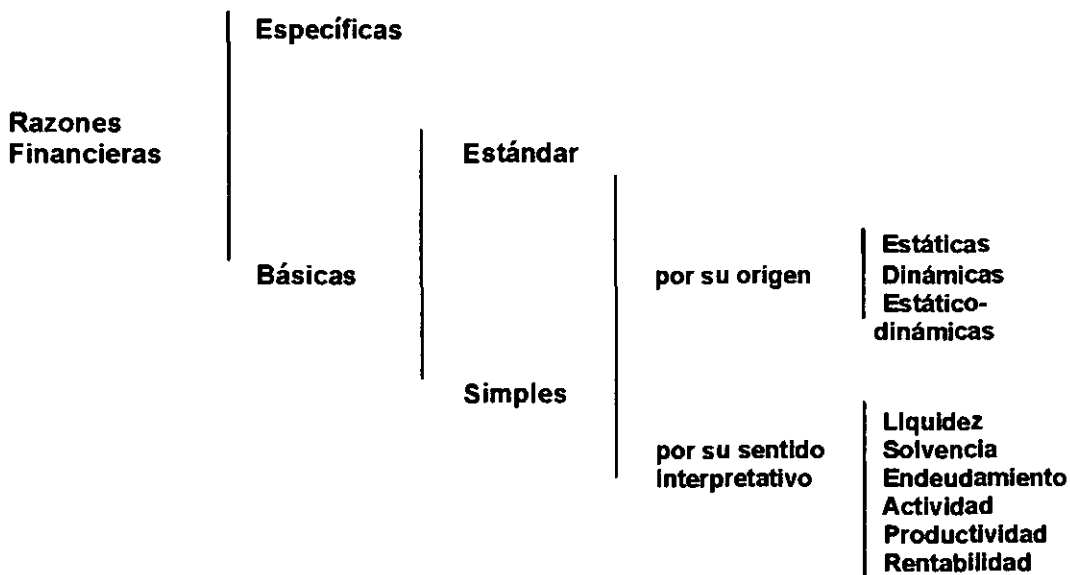 Específicas
Razones
Financieras
Estándar
Básicas
por su origen
Estáticas
Dinámicas
Estático-
dinámicas
Simples
por su sentido
interpretativo
Liquidez
Solvencia
Endeudamiento
Actividad
Productividad
Rentabilidad